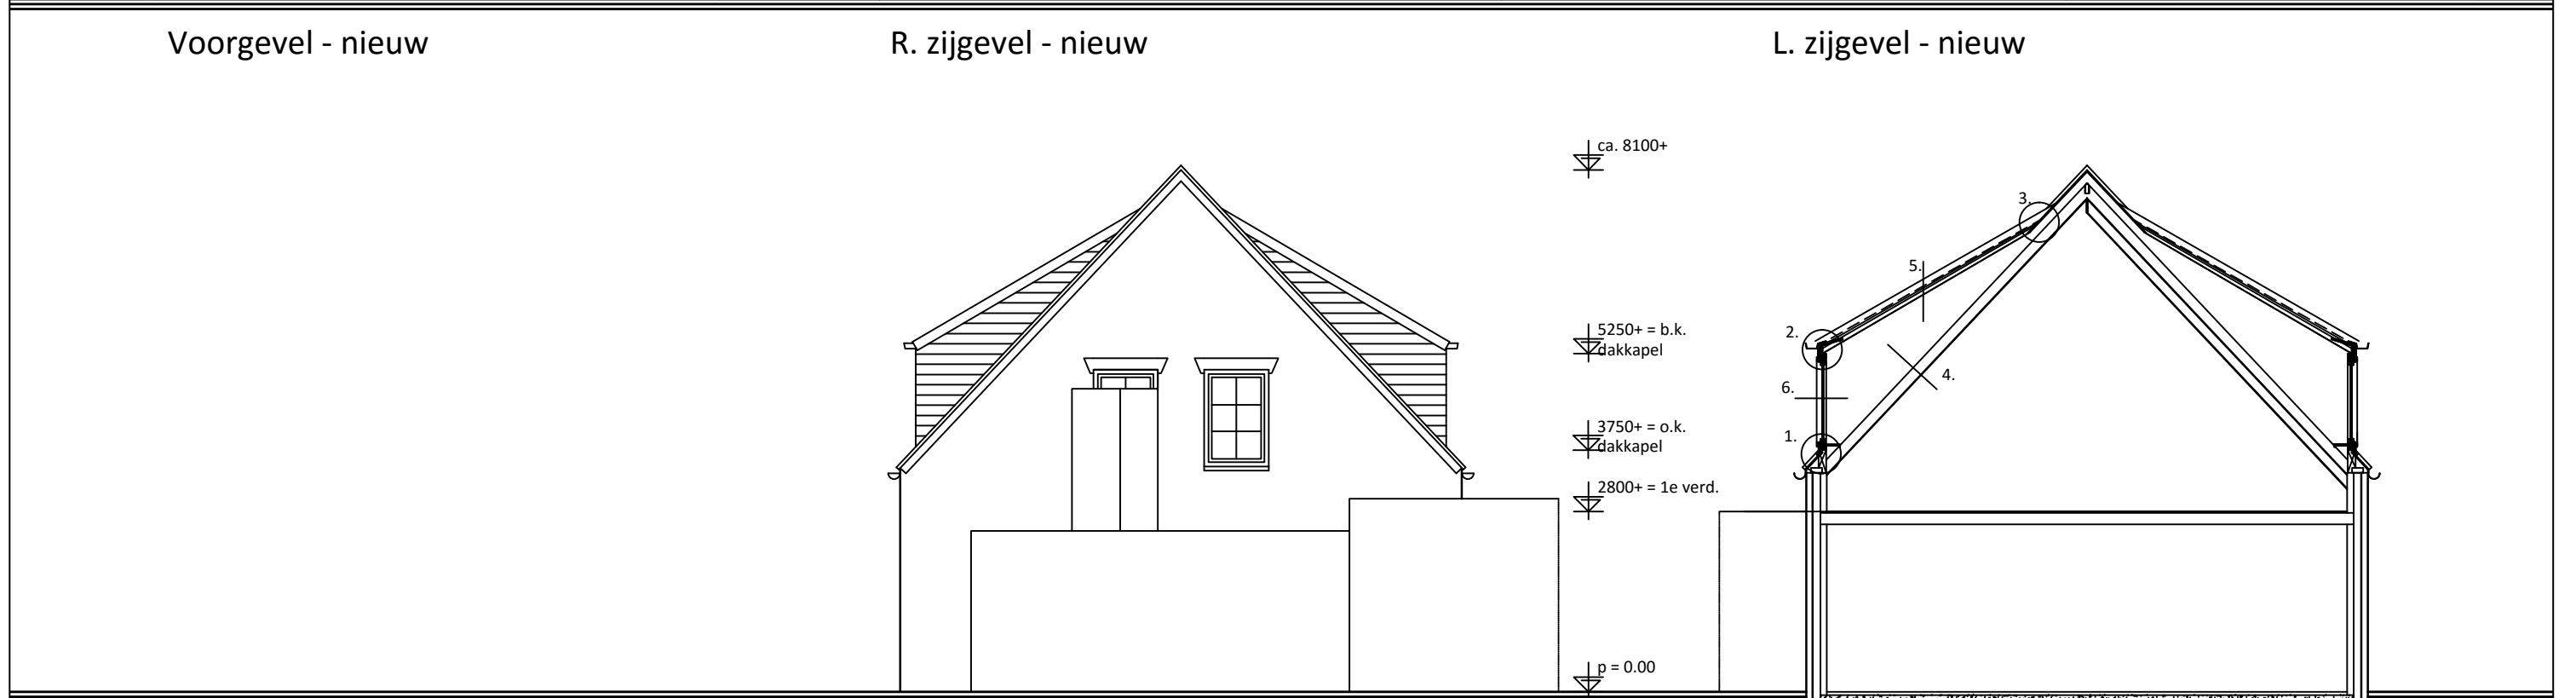 Voorgevel - nieuw
R. zijgevel - nieuw
L. zijgevel - nieuw
ca. 8100+
3.
5.
5250+ = b.k.
dakkapel
2.
4.
6.
3750+ = o.k.
dakkapel
1.
2800+ = 1e verd.
p = 0.00